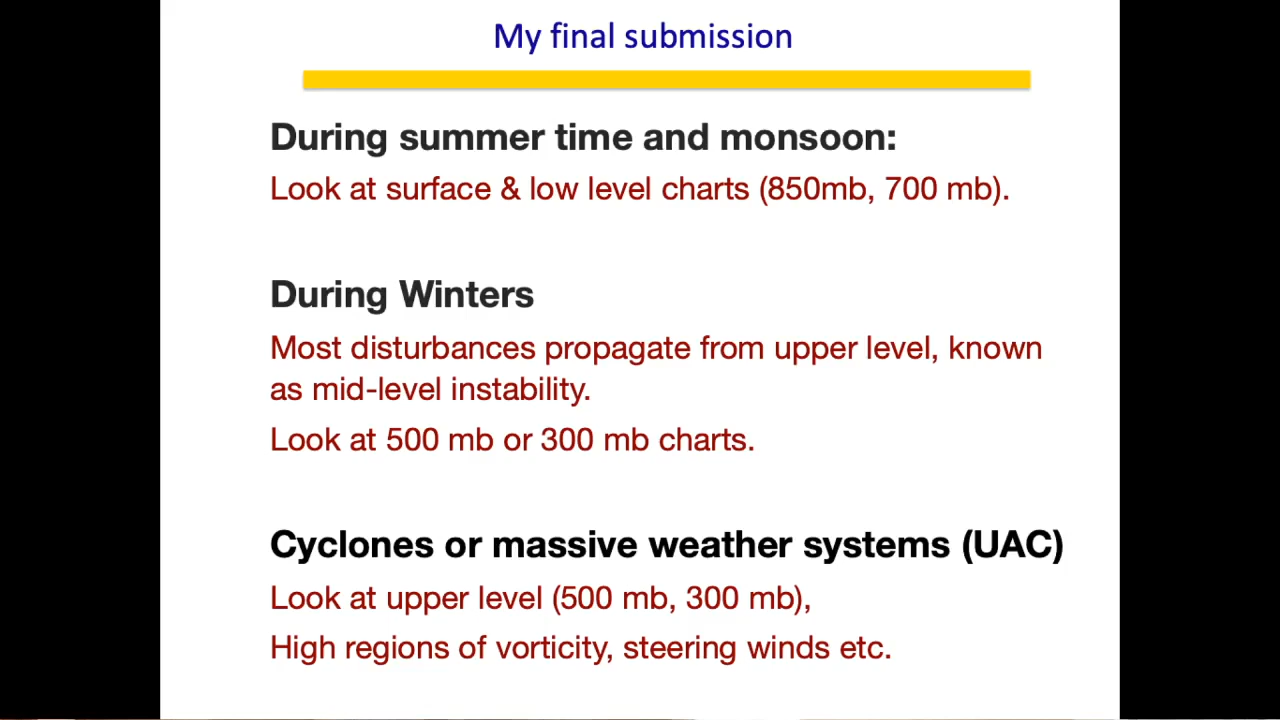 My final submission
During summer time and monsoon:
Look at surface & low level charts (850mb, 700 mb).
During Winters
Most disturbances propagate from upper level, known
as mid-level instability.
Look at 500 mb or 300 mb charts.
Cyclones or massive weather systems (UAC)
Look at upper level (500 mb, 300 mb),
High regions of vorticity, steering winds etc.